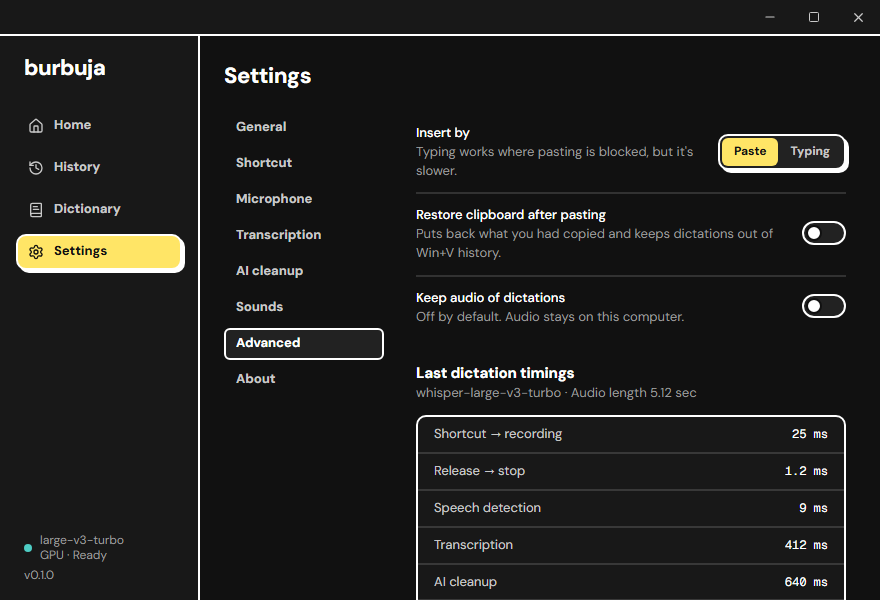 burbuja
Home
History
Dictionary
Settings
large-v3-turbo
GPU · Ready
v0.1.0
Settings
General
Shortcut
Microphone
Transcription
AI cleanup
Sounds
Advanced
About
Insert by
Typing works where pasting is blocked, but it's
slower.
Paste Typing
Restore clipboard after pasting
Puts back what you had copied and keeps dictations out of
Win+V history.
Keep audio of dictations
Off by default. Audio stays on this computer.
Last dictation timings
whisper-large-v3-turbo · Audio length 5.12 sec
Shortcut → recording 25 ms
Release → stop 1.2 ms
Speech detection 9 ms
Transcription 412 ms
AI cleanup 640 ms